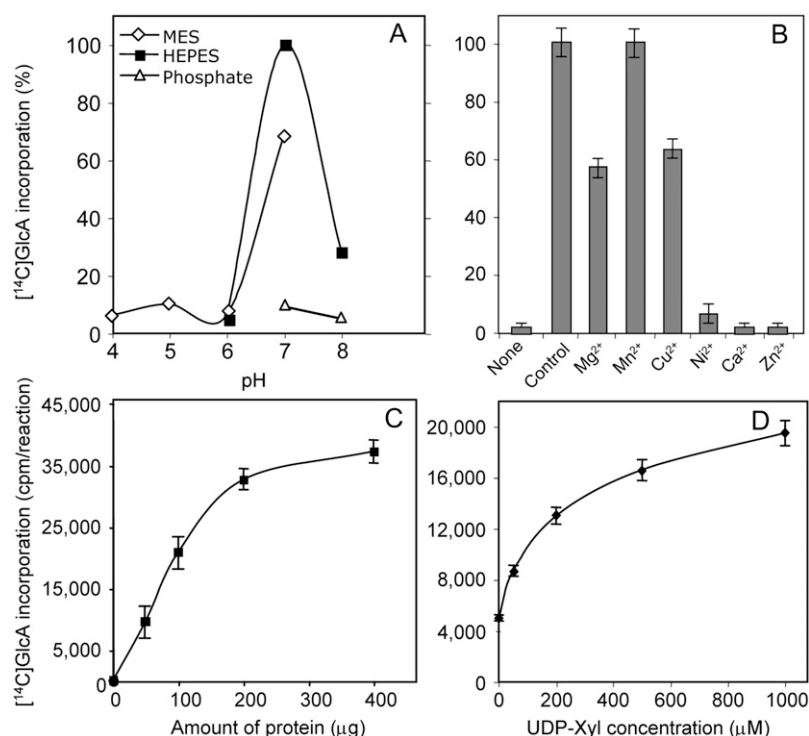 A
MES
HEPES
Phosphate
[¹⁴C]GlcA incorporation (%)
100
80
60
40
20
0
4
5
6
7
8
pH
B
100
80
60
40
20
0
None
Control
Mg²⁺
Mn²⁺
Cu²⁺
Ni²⁺
Ca²⁺
Zn²⁺
C
[¹⁴C]GlcA incorporation (cpm/reaction)
45,000
35,000
25,000
15,000
5,000
0
0
100
200
300
400
Amount of protein (μg)
D
20,000
16,000
12,000
8,000
4,000
0
200
400
600
800
1000
UDP-Xyl concentration (μM)